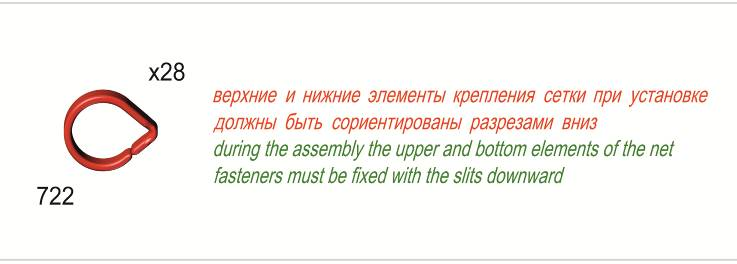 x28
верхние и нижние элементы крепления сетки при установке
должны быть сориентированы разрезами вниз
during the assembly the upper and bottom elements of the net
fasteners must be fixed with the slits downward
722